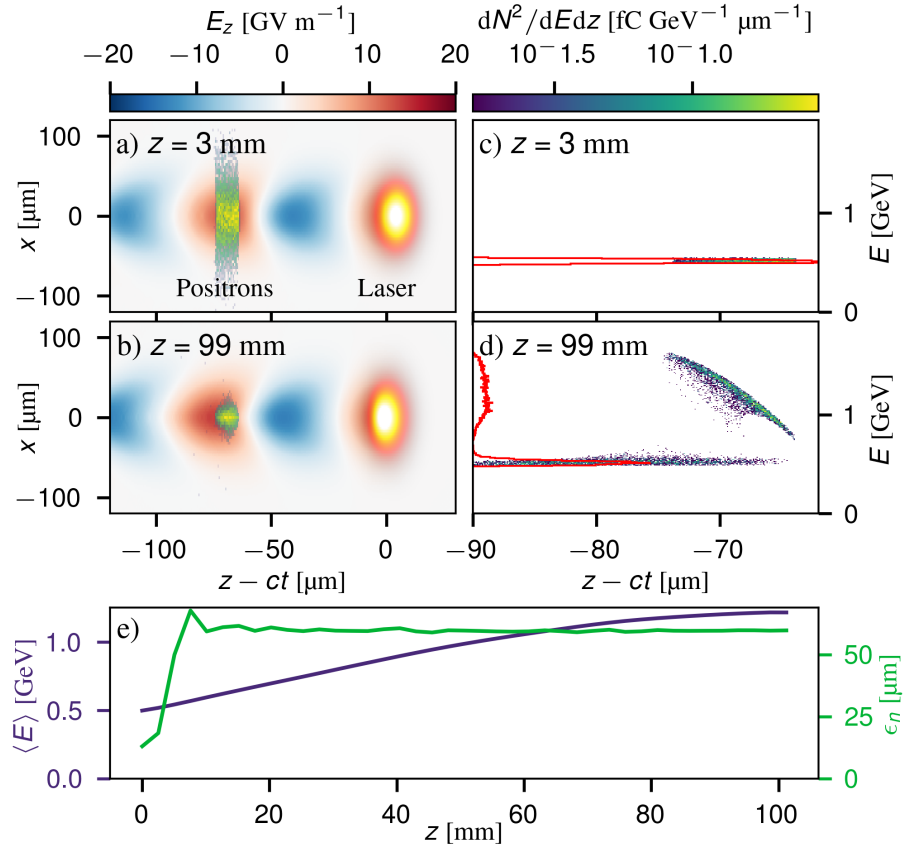 E_z [GV m⁻¹]
dN²/dEdz [fC GeV⁻¹ μm⁻¹]
−20 −10 0 10 20
10⁻¹·⁵ 10⁻¹·⁰
a) z = 3 mm
c) z = 3 mm
100
0
−100
x [μm]
Positrons
Laser
1
0
E [GeV]
b) z = 99 mm
d) z = 99 mm
100
0
−100
x [μm]
1
0
E [GeV]
−100 −50 0
−90 −80 −70
z − ct [μm]
z − ct [μm]
e)
1.0
0.5
0.0
⟨E⟩ [GeV]
50
25
0
ϵₙ [μm]
0 20 40 60 80 100
z [mm]